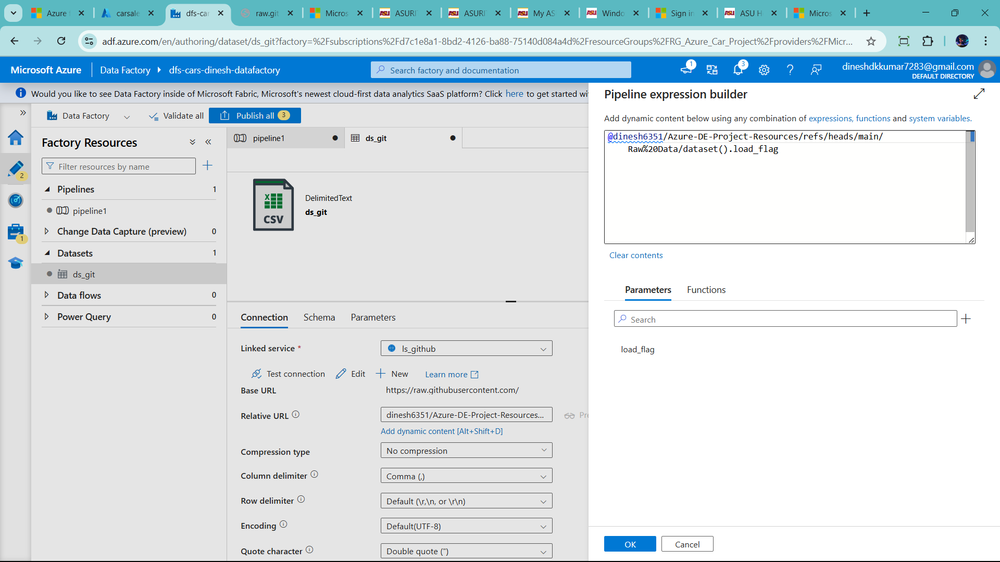 Azure f
carsale
dfs-car
raw.git
Micros
ASURI
ASURI
My AS
Windo
Sign in
ASU H
Micros
adf.azure.com/en/authoring/dataset/ds_git?factory=%2Fsubscriptions%2Fd7c1e8a1-8bd2-4126-ba88-75140d084a4d%2FresourceGroups%2FRG_Azure_Car_Project%2Fproviders%2FMicr...
Microsoft Azure
Data Factory
dfs-cars-dinesh-datafactory
Search factory and documentation
1
3
dineshdkkumar7283@gmail.com
DEFAULT DIRECTORY
Would you like to see Data Factory inside of Microsoft Fabric, Microsoft's newest cloud-first data analytics SaaS platform? Click here to get started wi
Data Factory
Validate all
Publish all 3
Factory Resources
Filter resources by name
2
1
Pipelines 1
pipeline1
Change Data Capture (preview) 0
Datasets 1
ds_git
Data flows 0
Power Query 0
pipeline1
ds_git
CSV
DelimitedText
ds_git
Connection
Schema
Parameters
Linked service * ls_github
Test connection
Edit
New
Learn more
Base URL https://raw.githubusercontent.com/
Relative URL dinesh6351/Azure-DE-Project-Resources...
Pr
Add dynamic content [Alt+Shift+D]
Compression type No compression
Column delimiter Comma (,)
Row delimiter Default (\r,\n, or \r\n)
Encoding Default(UTF-8)
Quote character Double quote (")
Pipeline expression builder
Add dynamic content below using any combination of expressions, functions and system variables.
@dinesh6351/Azure-DE-Project-Resources/refs/heads/main/
Raw%20Data/dataset().load_flag
Clear contents
Parameters
Functions
Search
load_flag
OK
Cancel